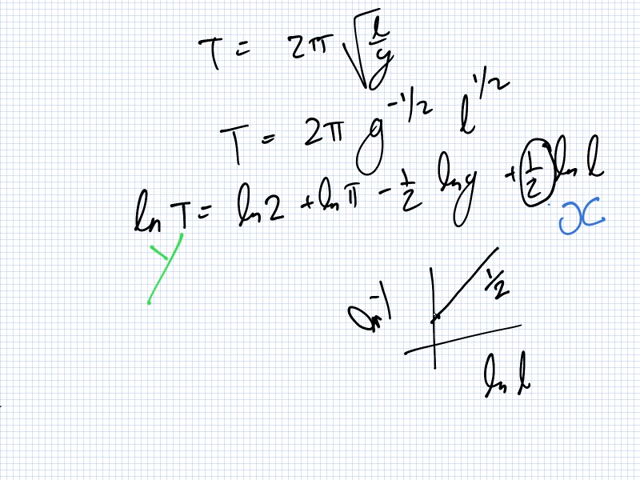 T = 2π √(l/g)
T = 2π g^{-1/2} l^{1/2}
ln T = ln 2 + ln π - 1/2 ln g + 1/2 ln l
y
x
1/2
ln T
ln l